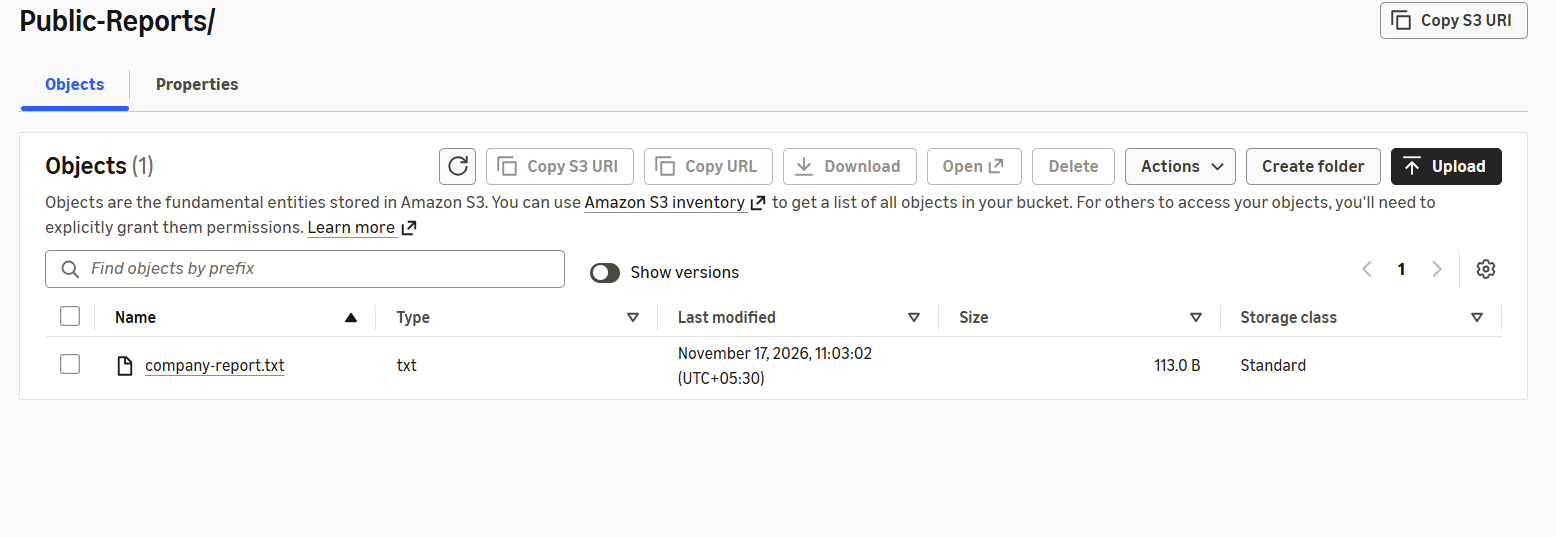 Public-Reports/
Copy S3 URI
Objects
Properties
Objects (1)
Copy S3 URI
Copy URL
Download
Open
Delete
Actions
Create folder
Upload
Objects are the fundamental entities stored in Amazon S3. You can use Amazon S3 inventory to get a list of all objects in your bucket. For others to access your objects, you'll need to
explicitly grant them permissions. Learn more
Find objects by prefix
Show versions
1
Name
Type
Last modified
Size
Storage class
company-report.txt
txt
November 17, 2026, 11:03:02
(UTC+05:30)
113.0 B
Standard